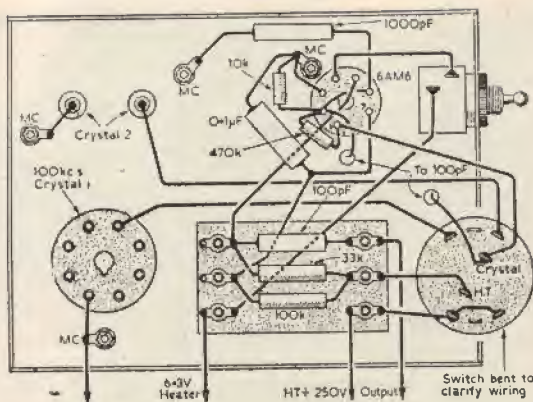 1000pF
MC
10k
6AM6
MC
0·1μF
Crystal 2
MC
470k
100kc s
Crystal 1
To 100pF
100pF
Crystal
33k
H.T.
100k
MC
6·3V
Heater
HT+ 250V
Output
Switch bent to
clarify wiring